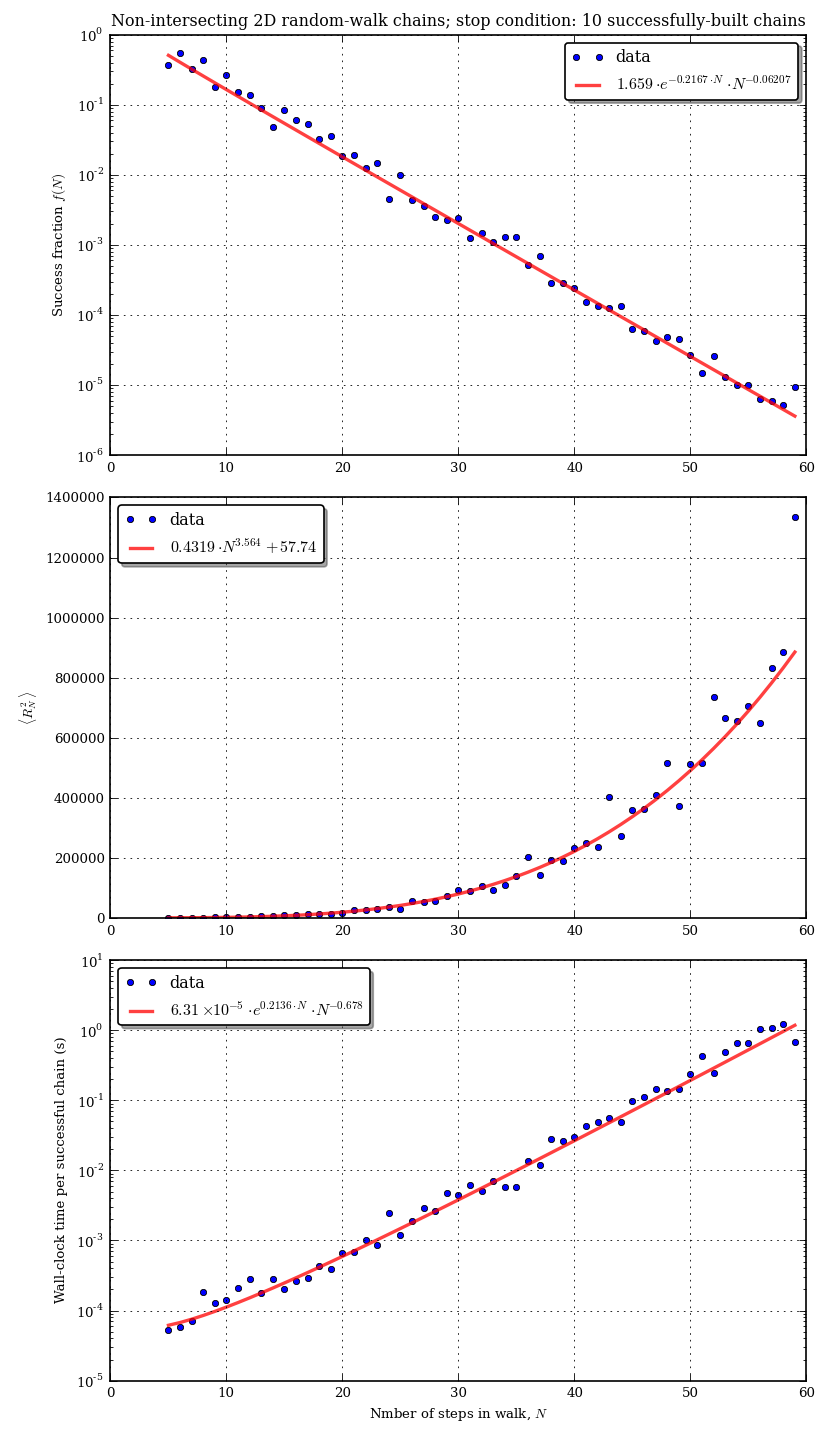 Non-intersecting 2D random-walk chains; stop condition: 10 successfully-built chains
10^0
10^-1
10^-2
10^-3
10^-4
10^-5
10^-6
Success fraction f(N)
data
1.659 · e^{-0.2167·N} · N^{-0.06207}
0 10 20 30 40 50 60
1400000
1200000
1000000
800000
600000
400000
200000
0
⟨R_N^2⟩
data
0.4319 · N^{3.564} + 57.74
0 10 20 30 40 50 60
10^1
10^0
10^-1
10^-2
10^-3
10^-4
10^-5
Wall-clock time per successful chain (s)
data
6.31 × 10^{-5} · e^{0.2136·N} · N^{-0.678}
0 10 20 30 40 50 60
Nmber of steps in walk, N